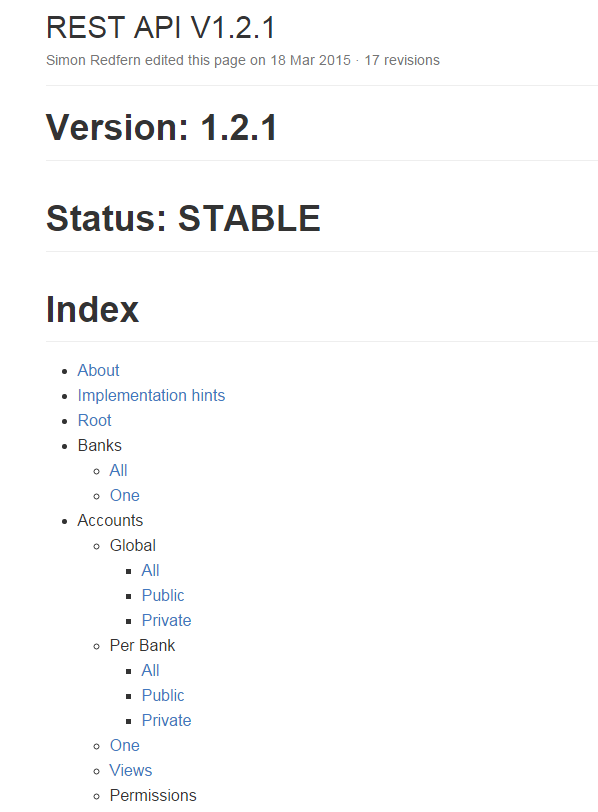 REST API V1.2.1
Simon Redfern edited this page on 18 Mar 2015 · 17 revisions
Version: 1.2.1
Status: STABLE
Index
About
Implementation hints
Root
Banks
All
One
Accounts
Global
All
Public
Private
Per Bank
All
Public
Private
One
Views
Permissions